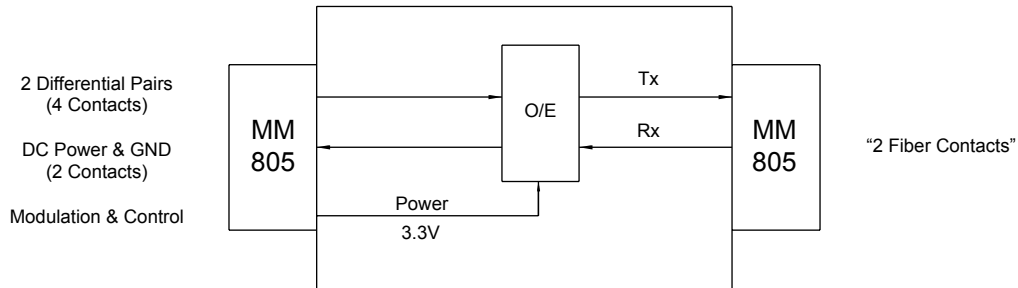 2 Differential Pairs
(4 Contacts)
DC Power & GND
(2 Contacts)
Modulation & Control
MM
805
O/E
Tx
Rx
Power
3.3V
MM
805
“2 Fiber Contacts”